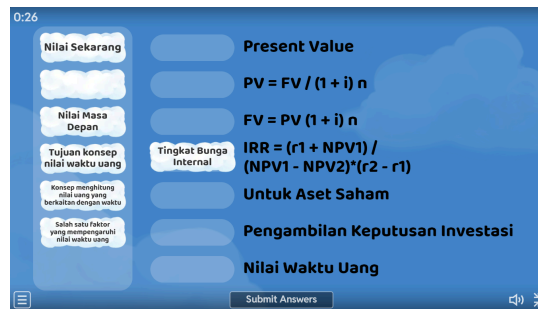 0:26
Nilai Sekarang
Present Value
PV = FV / (1 + i) n
Nilai Masa
Depan
FV = PV (1 + i) n
Tujuan konsep
nilai waktu uang
Tingkat Bunga
Internal
IRR = (r1 + NPV1) /
(NPV1 - NPV2)*(r2 - r1)
Konsep menghitung
nilai uang yang
berkaitan dengan waktu
Untuk Aset Saham
Salah satu faktor
yang mempengaruhi
nilai waktu uang
Pengambilan Keputusan Investasi
Nilai Waktu Uang
Submit Answers